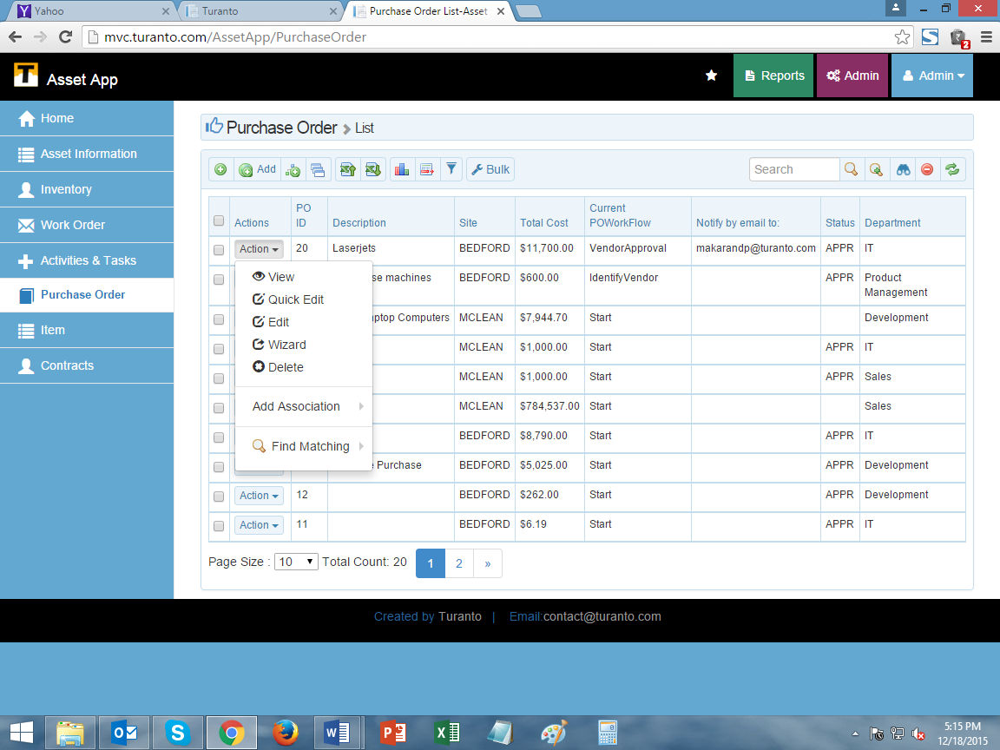 Yahoo
Turanto
Purchase Order List-Asset
mvc.turanto.com/AssetApp/PurchaseOrder
2
T Asset App
Reports
Admin
Admin
Home
Asset Information
Inventory
Work Order
Activities & Tasks
Purchase Order
Item
Contracts
Purchase Order > List
Add
Bulk
Search
Actions PO ID Description Site Total Cost Current POWorkFlow Notify by email to: Status Department
Action 20 Laserjets BEDFORD $11,700.00 VendorApproval makarandp@turanto.com APPR IT
se machines BEDFORD $600.00 IdentifyVendor APPR Product Management
ptop Computers MCLEAN $7,944.70 Start Development
MCLEAN $1,000.00 Start APPR IT
MCLEAN $1,000.00 Start APPR Sales
MCLEAN $784,537.00 Start Sales
BEDFORD $8,790.00 Start APPR IT
e Purchase BEDFORD $5,025.00 Start APPR Development
Action 12 BEDFORD $262.00 Start APPR Development
Action 11 BEDFORD $6.19 Start APPR IT
View
Quick Edit
Edit
Wizard
Delete
Add Association
Find Matching
Page Size : 10 Total Count: 20 1 2 »
Created by Turanto | Email:contact@turanto.com
5:15 PM
12/18/2015